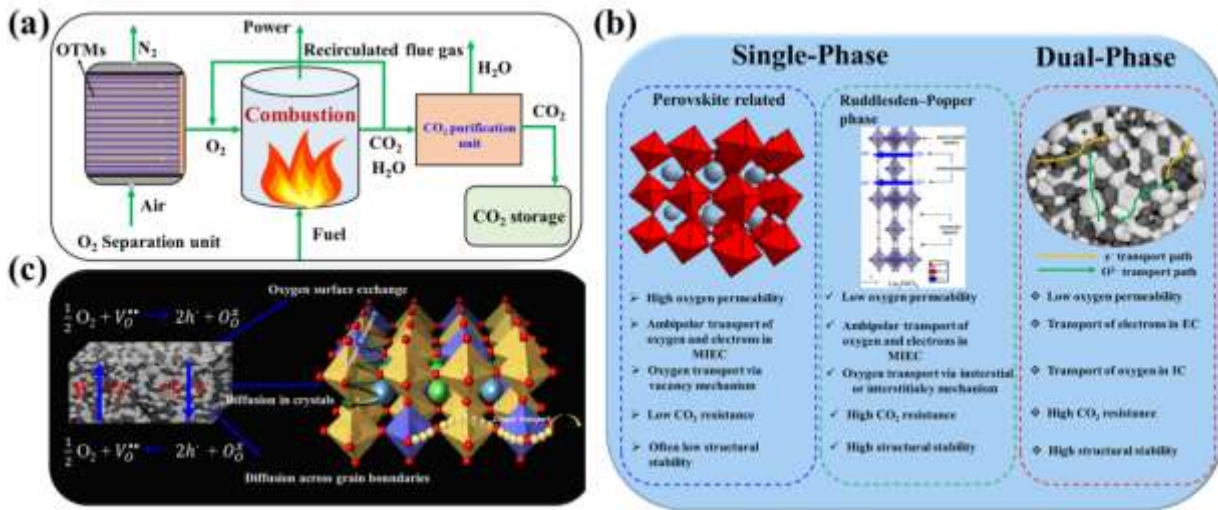 (a)
OTMs
N₂
Power
Recirculated flue gas
H₂O
Combustion
O₂
CO₂
H₂O
CO₂ purification
unit
CO₂
Air
O₂ Separation unit
Fuel
CO₂ storage
(b)
Single-Phase
Dual-Phase
Perovskite related
Ruddlesden–Popper
phase
e⁻ transport path
O²⁻ transport path
➢ High oxygen permeability
➢ Ambipolar transport of
oxygen and electrons in
MIEC
➢ Oxygen transport via
vacancy mechanism
➢ Low CO₂ resistance
➢ Often low structural
stability
✓ Low oxygen permeability
✓ Ambipolar transport of
oxygen and electrons in
MIEC
✓ Oxygen transport via
or interstitialcy mechanism
✓ High CO₂ resistance
✓ High structural stability
❖ Low oxygen permeability
❖ Transport of electrons in EC
❖ Transport of oxygen in IC
❖ High CO₂ resistance
❖ High structural stability
(c)
Oxygen surface exchange
½ O₂ + V_O^•• 2h^· + O_O^x
Diffusion in crystals
½ O₂ + V_O^•• 2h^· + O_O^x
Diffusion across grain boundaries